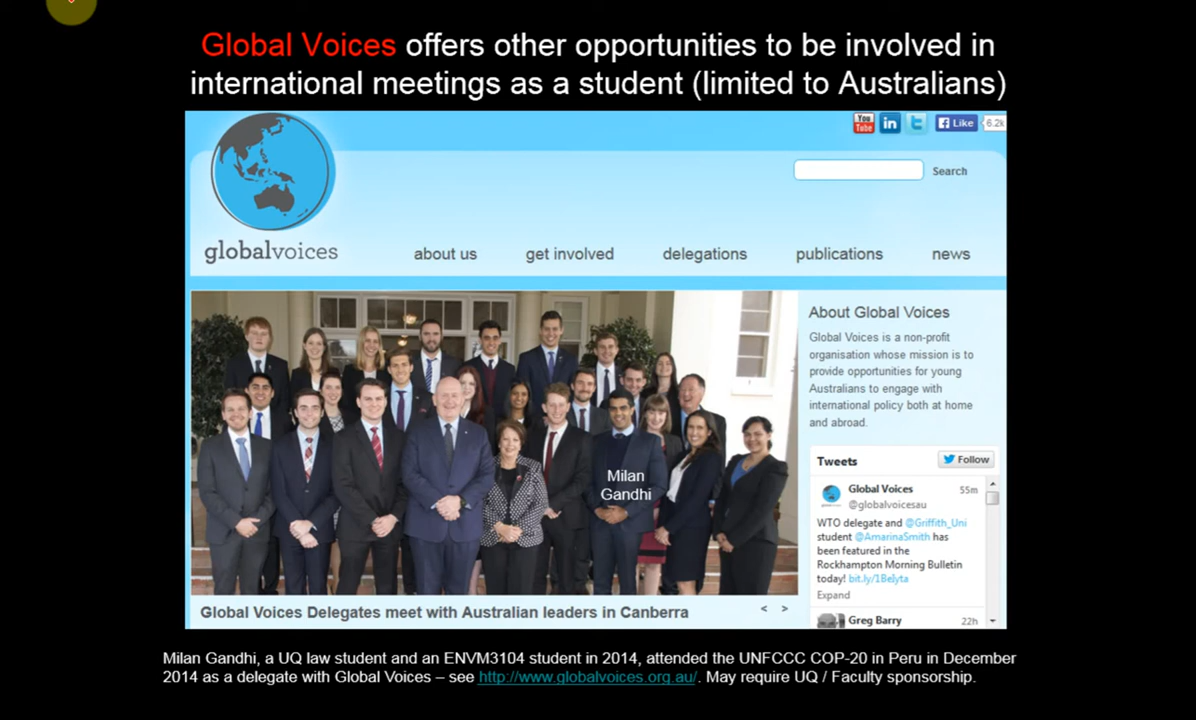 Global Voices offers other opportunities to be involved in
international meetings as a student (limited to Australians)
You
Tube
in
Like
6.2k
Search
globalvoices
about us
get involved
delegations
publications
news
Milan
Gandhi
Global Voices Delegates meet with Australian leaders in Canberra
< >
About Global Voices
Global Voices is a non-profit
organisation whose mission is to
provide opportunities for young
Australians to engage with
international policy both at home
and abroad.
Tweets
Follow
Global Voices 55m
@globalvoicesau
WTO delegate and @Griffith_Uni
student @AmarinaSmith has
been featured in the
Rockhampton Morning Bulletin
today! bit.ly/1BeIyta
Expand
Greg Barry 22h
Milan Gandhi, a UQ law student and an ENVM3104 student in 2014, attended the UNFCCC COP-20 in Peru in December
2014 as a delegate with Global Voices – see http://www.globalvoices.org.au/. May require UQ / Faculty sponsorship.